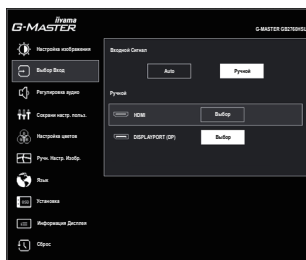 iiyama
G-MASTER
G-MASTER GB2760HSU
Настройка изображения
Выбор Вход
Регулировка аудио
Сохрани настр. польз.
Настройка цветов
Ручн. Настр. Изобр.
Язык
Установка
Информация Дисплея
Сброс
Входной Сигнал
Auto
Ручной
Ручной
HDMI
Выбор
DISPLAYPORT (DP)
Выбор